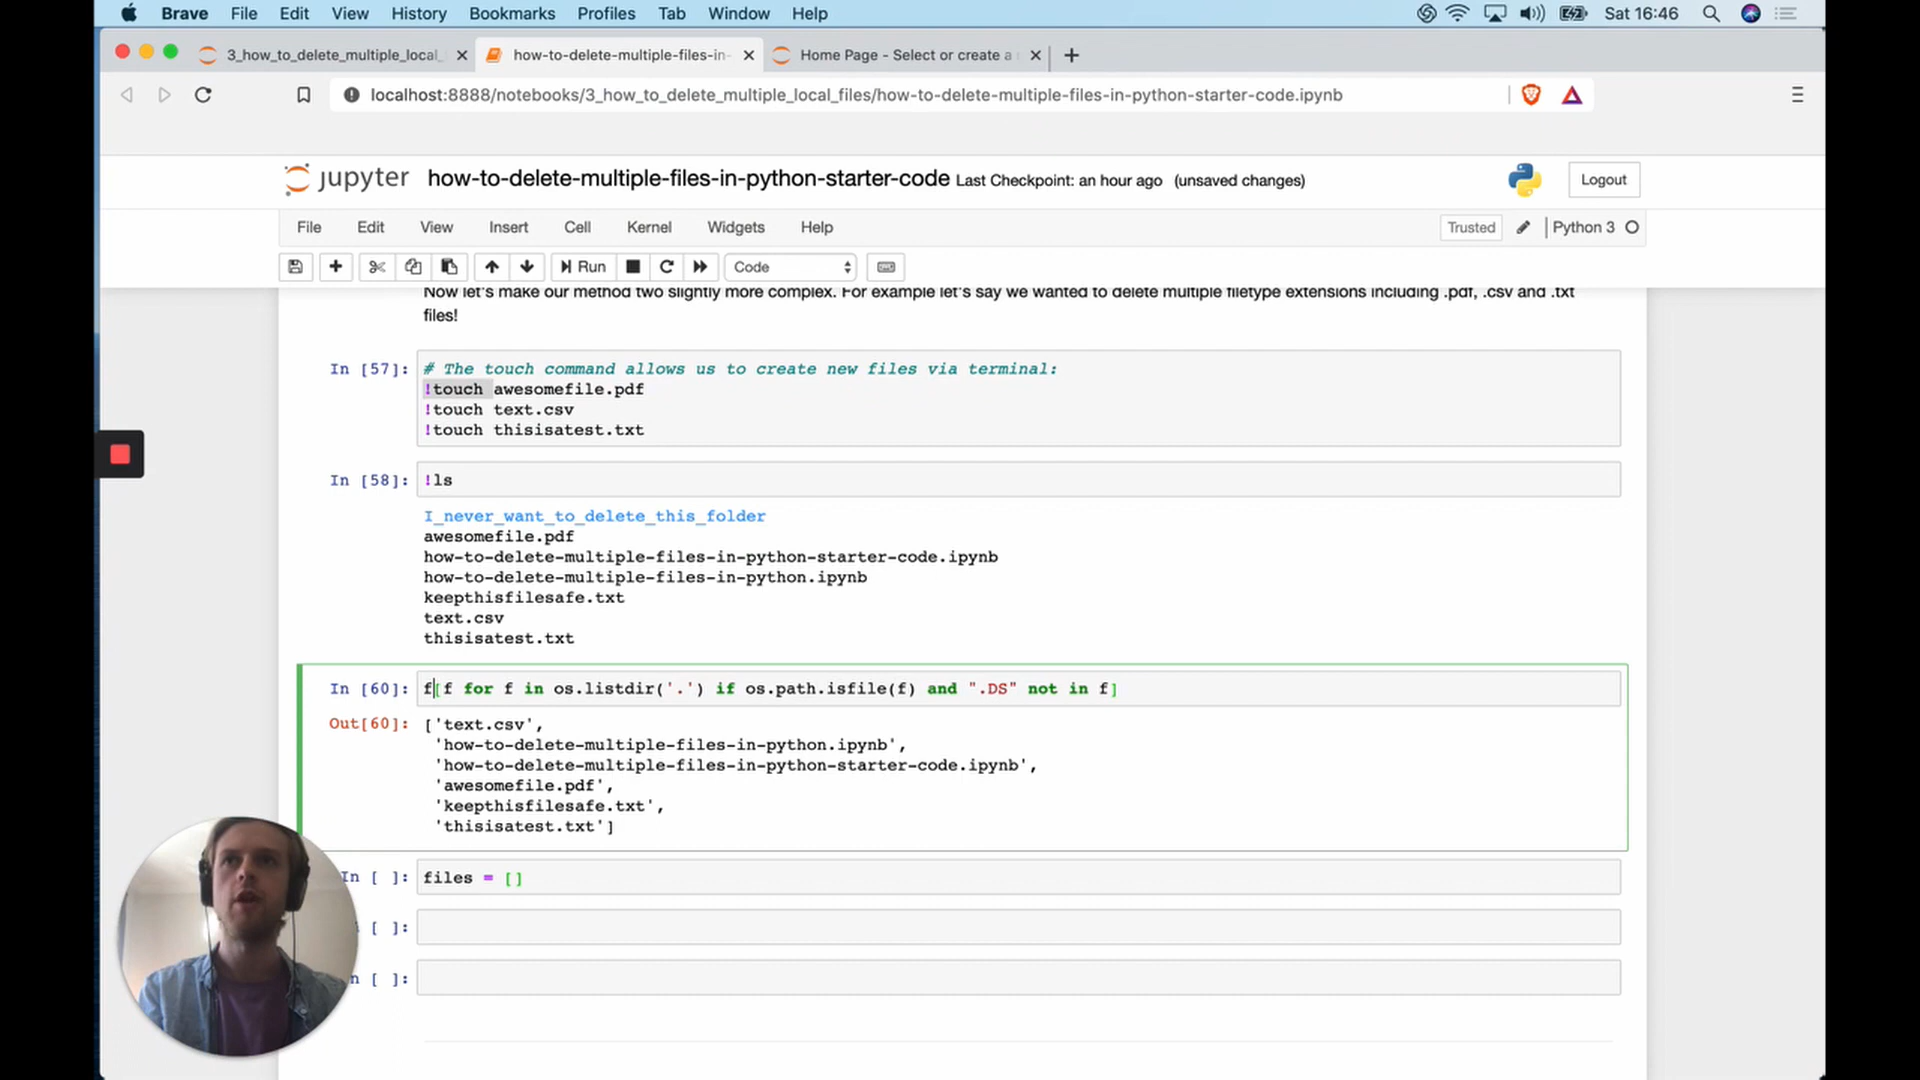 Brave File Edit View History Bookmarks Profiles Tab Window Help Sat 16:46
3_how_to_delete_multiple_local_ how-to-delete-multiple-files-in- Home Page - Select or create a
localhost:8888/notebooks/3_how_to_delete_multiple_local_files/how-to-delete-multiple-files-in-python-starter-code.ipynb
jupyter how-to-delete-multiple-files-in-python-starter-code Last Checkpoint: an hour ago (unsaved changes) Logout
File Edit View Insert Cell Kernel Widgets Help Trusted Python 3
Run Code
Now let's make our method two slightly more complex. For example let's say we wanted to delete multiple filetype extensions including .pdf, .csv and .txt
files!
In [57]: # The touch command allows us to create new files via terminal:
!touch awesomefile.pdf
!touch text.csv
!touch thisisatest.txt
In [58]: !ls
I_never_want_to_delete_this_folder
awesomefile.pdf
how-to-delete-multiple-files-in-python-starter-code.ipynb
how-to-delete-multiple-files-in-python.ipynb
keepthisfilesafe.txt
text.csv
thisisatest.txt
In [60]: f[f for f in os.listdir('.') if os.path.isfile(f) and ".DS" not in f]
Out[60]: ['text.csv',
'how-to-delete-multiple-files-in-python.ipynb',
'how-to-delete-multiple-files-in-python-starter-code.ipynb',
'awesomefile.pdf',
'keepthisfilesafe.txt',
'thisisatest.txt']
In [ ]: files = []
[ ]:
n [ ]: